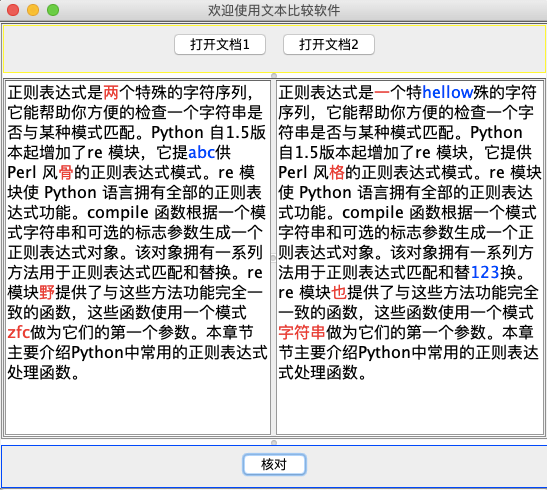 欢迎使用文本比较软件
打开文档1 打开文档2
正则表达式是两个特殊的字符序列，
它能帮助你方便的检查一个字符串是
否与某种模式匹配。Python 自1.5版
本起增加了re 模块，它提abc供
Perl 风骨的正则表达式模式。re 模
块使 Python 语言拥有全部的正则表
达式功能。compile 函数根据一个模
式字符串和可选的标志参数生成一个
正则表达式对象。该对象拥有一系列
方法用于正则表达式匹配和替换。re
模块野提供了与这些方法功能完全一
致的函数，这些函数使用一个模式
zfc做为它们的第一个参数。本章节
主要介绍Python中常用的正则表达式
处理函数。
正则表达式是一个特hellow殊的字符
序列，它能帮助你方便的检查一个字
符串是否与某种模式匹配。Python
自1.5版本起增加了re 模块，它提供
Perl 风格的正则表达式模式。re 模
块使 Python 语言拥有全部的正则表
达式功能。compile 函数根据一个模
式字符串和可选的标志参数生成一个
正则表达式对象。该对象拥有一系列
方法用于正则表达式匹配和替123换。
re 模块也提供了与这些方法功能完全
一致的函数，这些函数使用一个模式
字符串做为它们的第一个参数。本章
节主要介绍Python中常用的正则表达
式处理函数。
核对